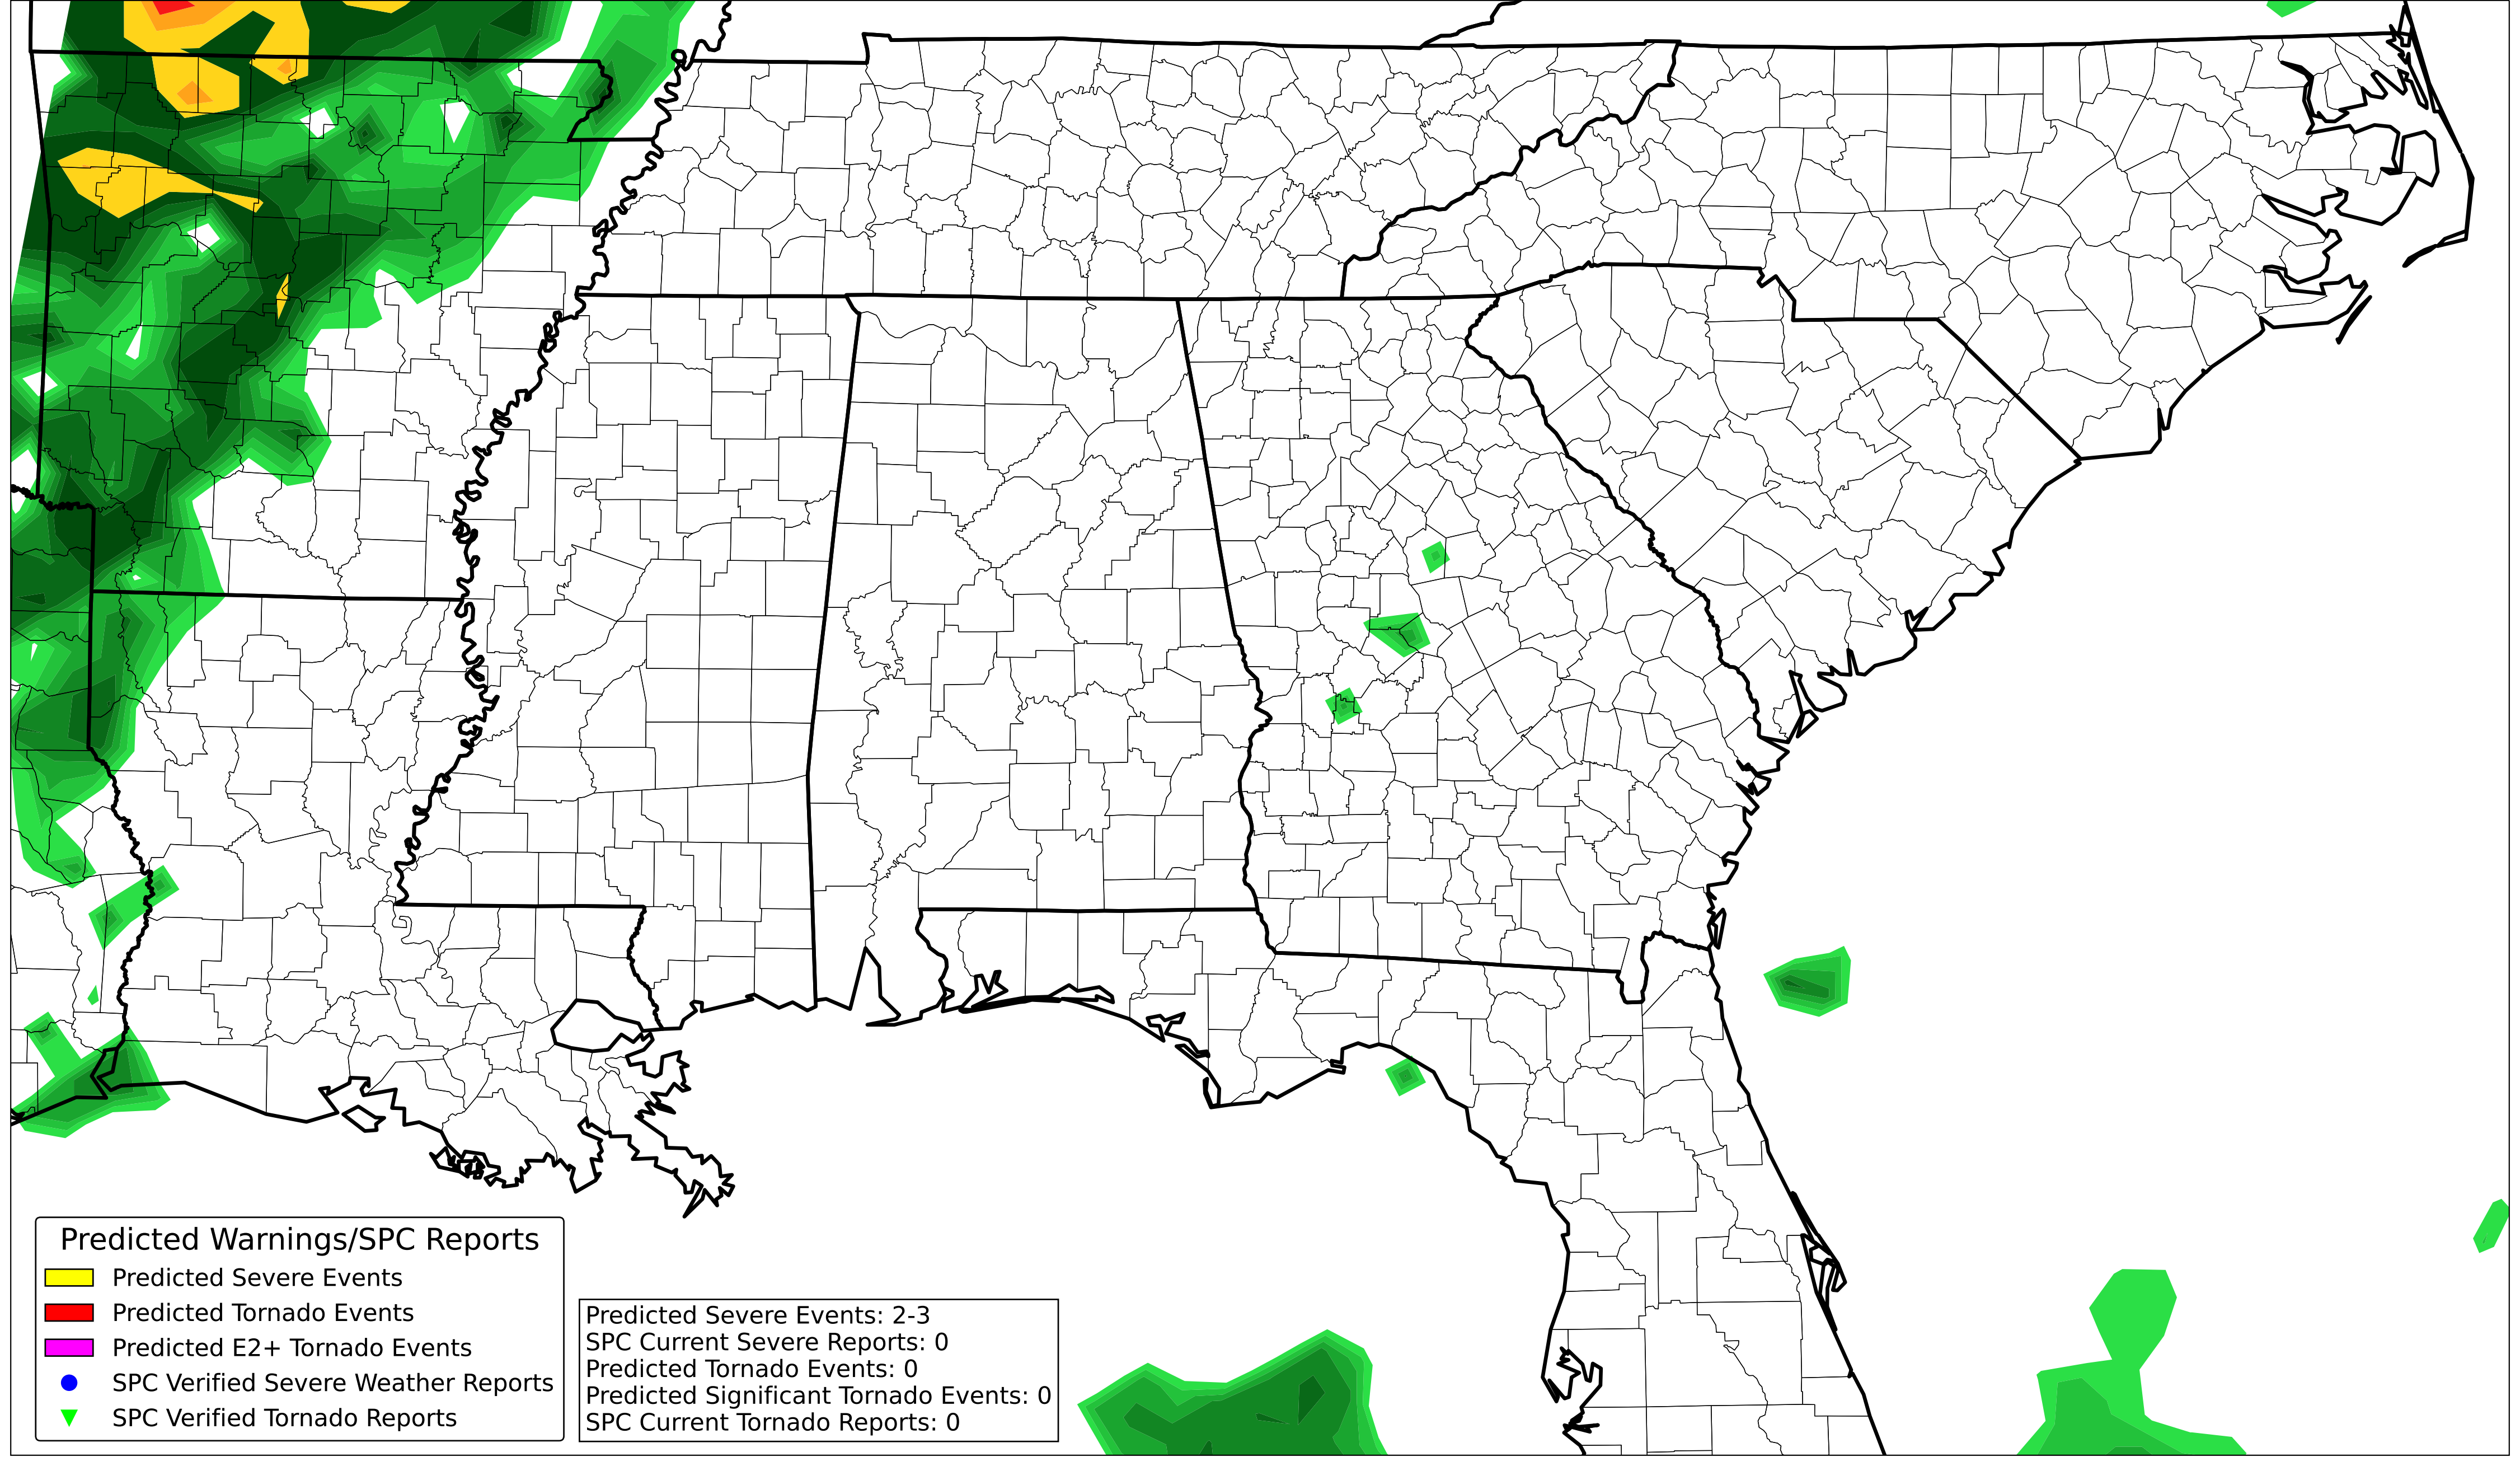 Predicted Warnings/SPC Reports
Predicted Severe Events
Predicted Tornado Events
Predicted E2+ Tornado Events
SPC Verified Severe Weather Reports
SPC Verified Tornado Reports
Predicted Severe Events: 2-3
SPC Current Severe Reports: 0
Predicted Tornado Events: 0
Predicted Significant Tornado Events: 0
SPC Current Tornado Reports: 0